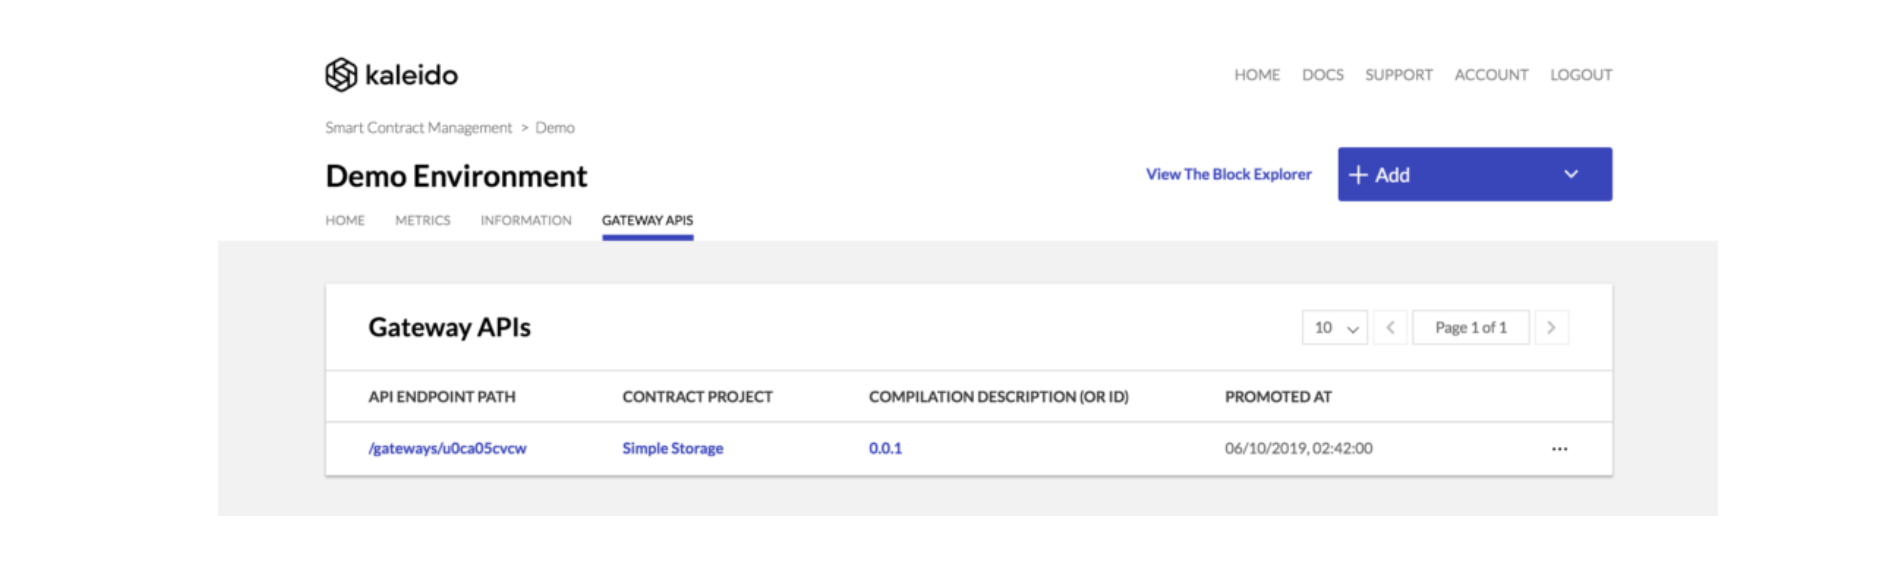 kaleido
HOME DOCS SUPPORT ACCOUNT LOGOUT
Smart Contract Management > Demo
Demo Environment
View The Block Explorer
+ Add
HOME METRICS INFORMATION GATEWAY APIS
Gateway APIs
10 < Page 1 of 1 >
API ENDPOINT PATH CONTRACT PROJECT COMPILATION DESCRIPTION (OR ID) PROMOTED AT
/gateways/u0ca05cvcw Simple Storage 0.0.1 06/10/2019, 02:42:00 ...